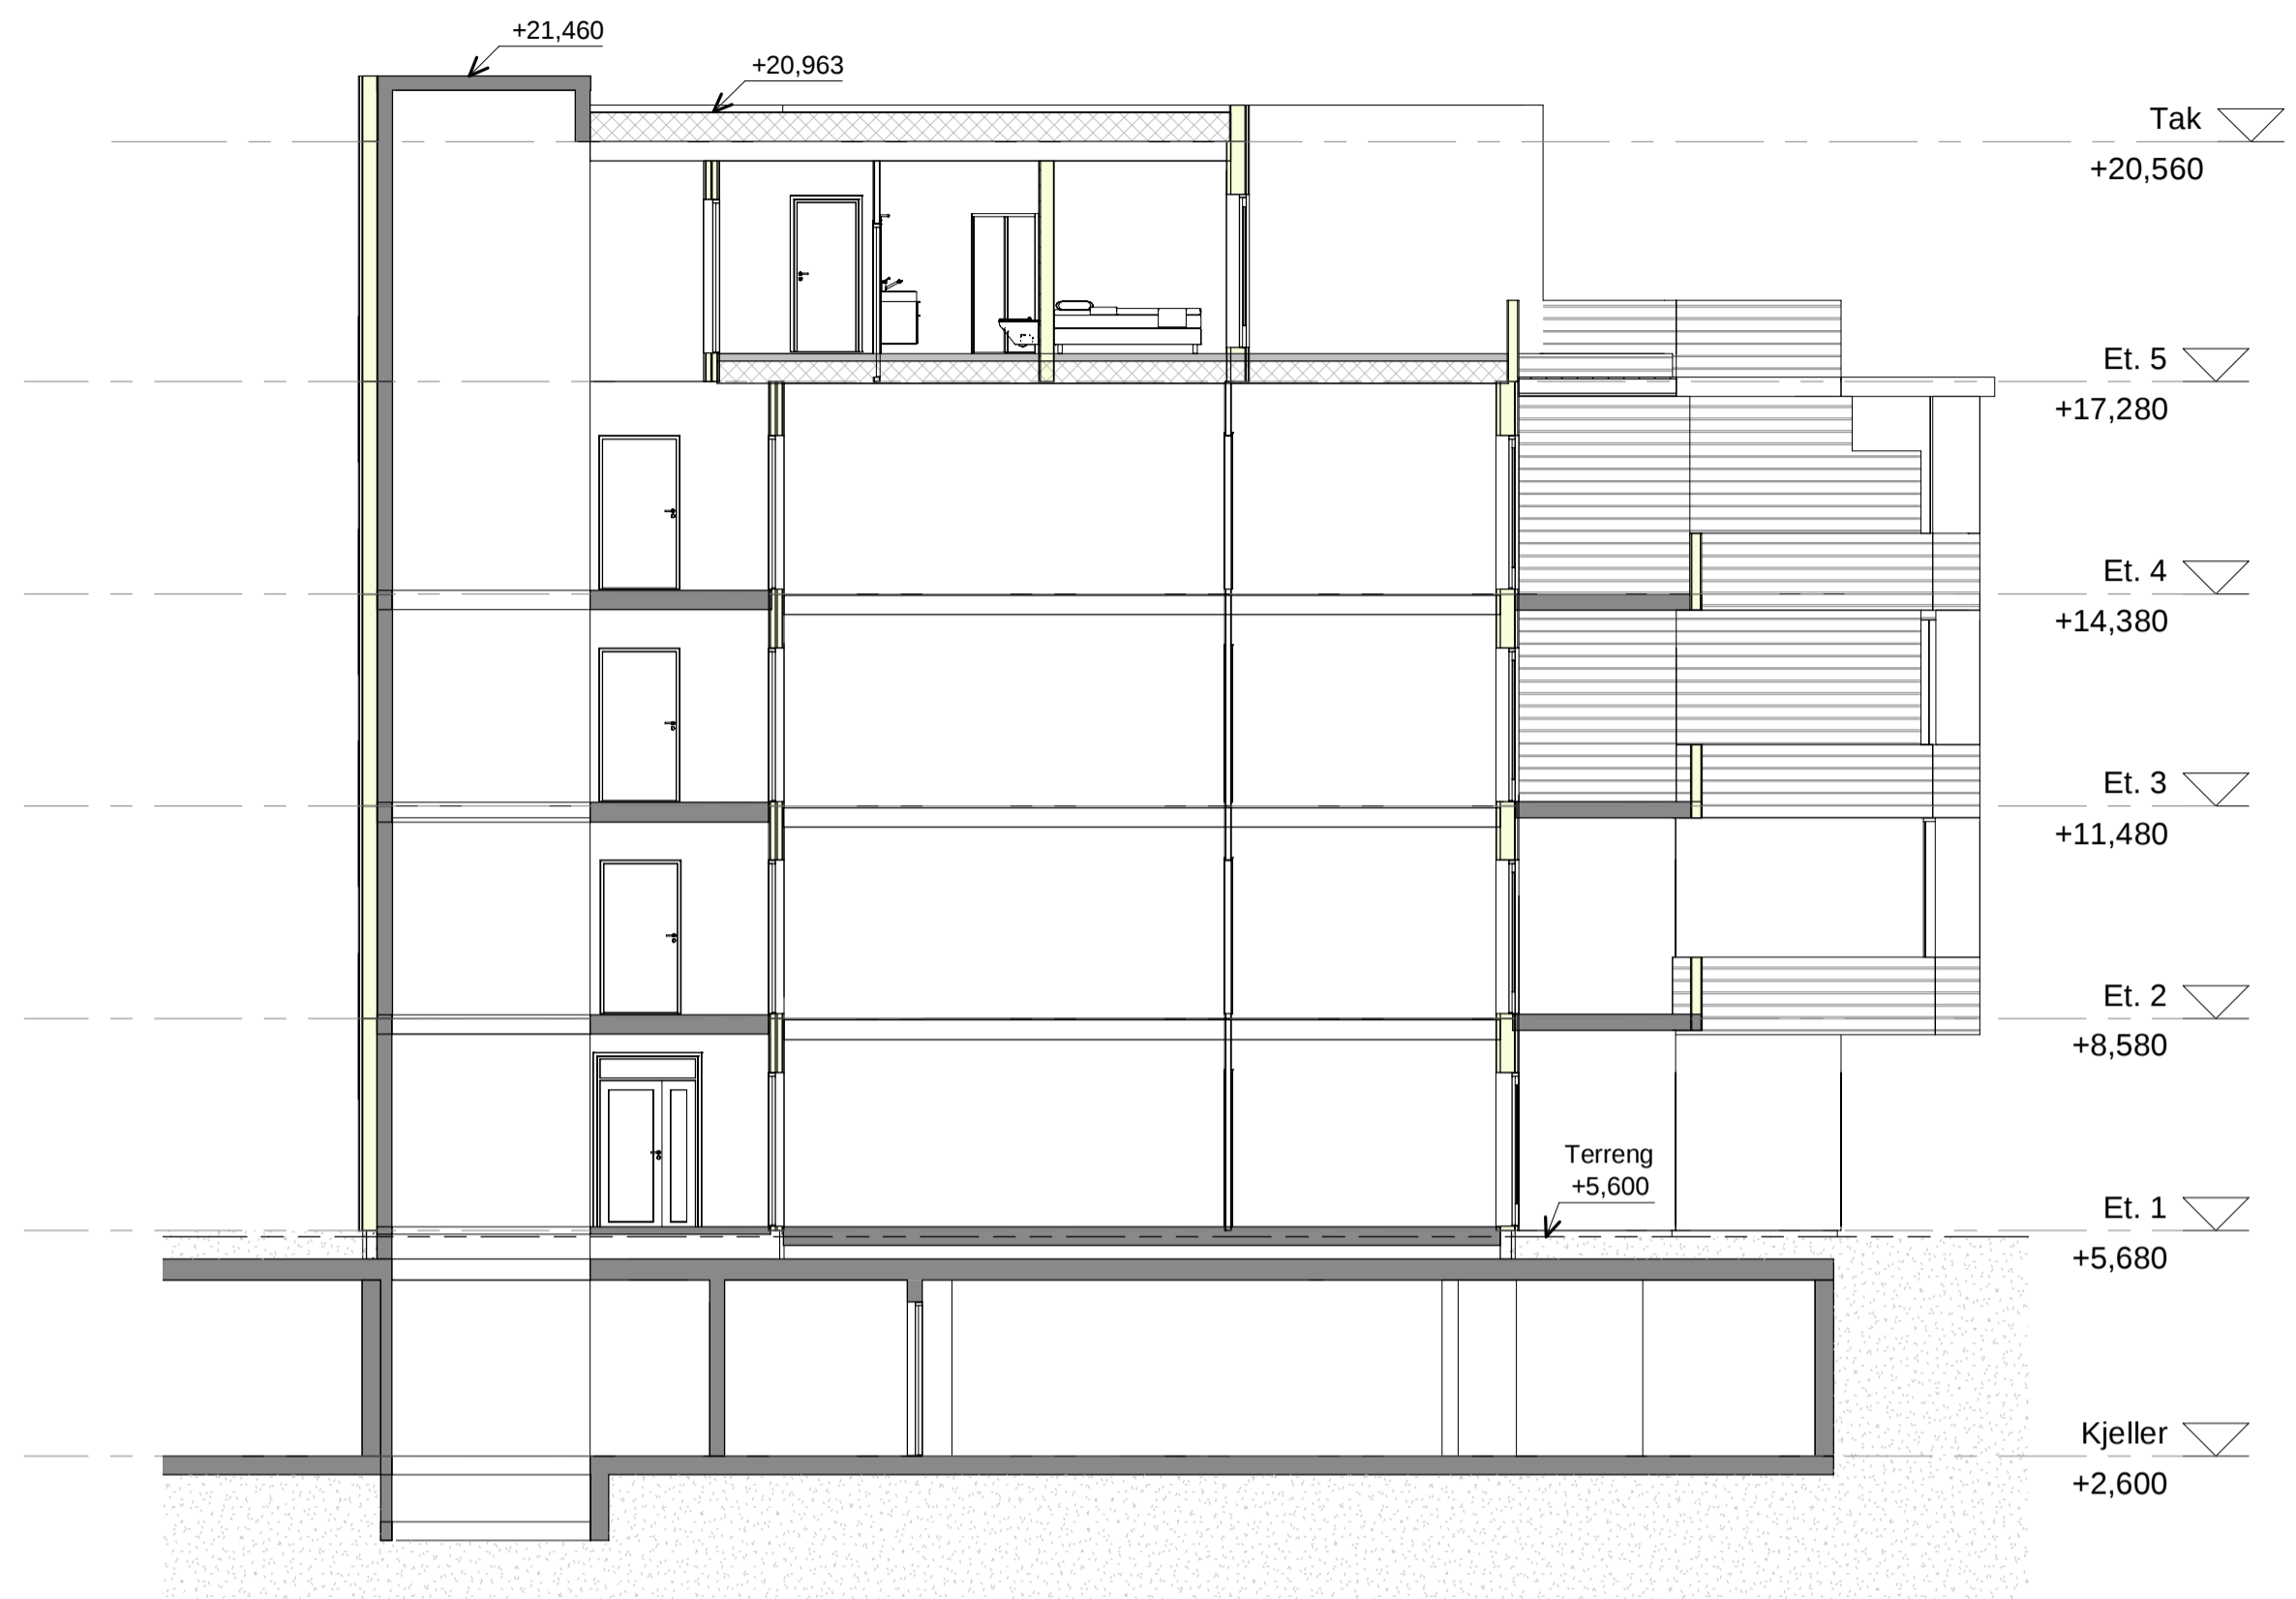 +21,460
+20,963
Tak
+20,560
Et. 5
+17,280
Et. 4
+14,380
Et. 3
+11,480
Et. 2
+8,580
Terreng
+5,600
Et. 1
+5,680
Kjeller
+2,600